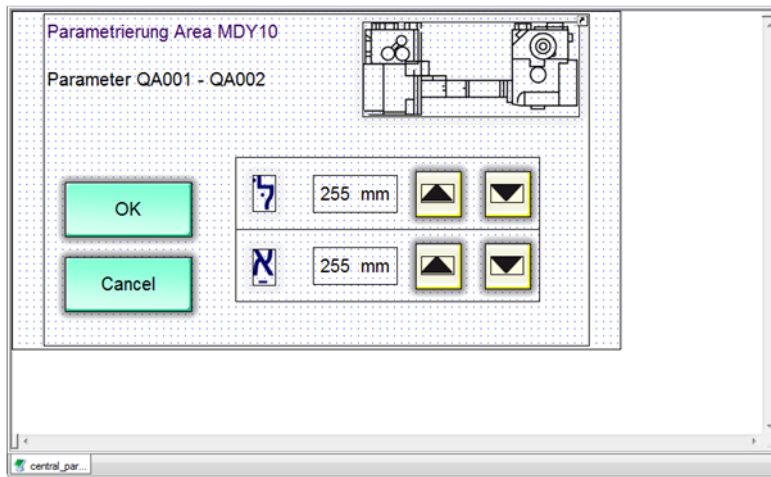 Parametrierung Area MDY10
Parameter QA001 - QA002
OK
לֹ
255 mm
Cancel
אַ
255 mm
central_par...